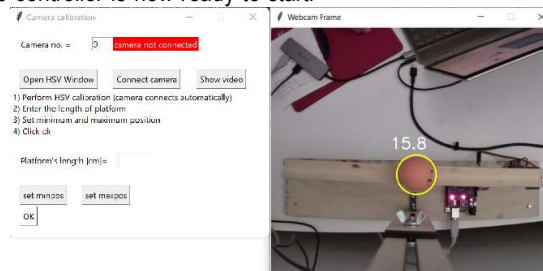 controller is now ready to start.
Camera calibration
Camera no. = 0 camera not connected
Open HSV Window Connect camera Show video
1) Perform HSV calibration (camera connects automatically)
2) Enter the length of platform
3) Set minimum and maximum position
4) Click ok
Platform's length [cm]=
set minpos set maxpos
OK
Webcam Frame
15.8